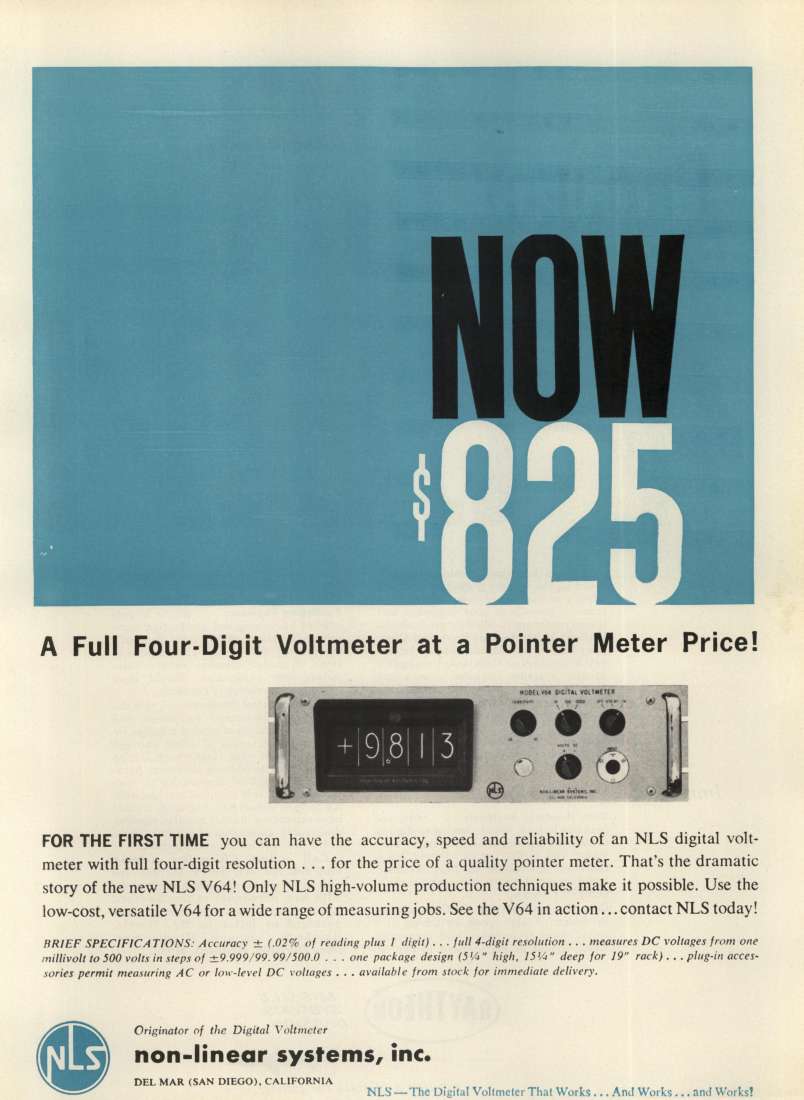 NOW
$825
A Full Four-Digit Voltmeter at a Pointer Meter Price!
MODEL V64 DIGITAL VOLTMETER
+9.813
NLS
NON-LINEAR SYSTEMS, INC.
FOR THE FIRST TIME you can have the accuracy, speed and reliability of an NLS digital volt-
meter with full four-digit resolution . . . for the price of a quality pointer meter. That's the dramatic
story of the new NLS V64! Only NLS high-volume production techniques make it possible. Use the
low-cost, versatile V64 for a wide range of measuring jobs. See the V64 in action . . . contact NLS today!
BRIEF SPECIFICATIONS: Accuracy ± (.02% of reading plus 1 digit) . . . full 4-digit resolution . . . measures DC voltages from one
millivolt to 500 volts in steps of ±9.999/99.99/500.0 . . . one package design (5¼" high, 15¼" deep for 19" rack) . . . plug-in acces-
sories permit measuring AC or low-level DC voltages . . . available from stock for immediate delivery.
NLS
Originator of the Digital Voltmeter
non-linear systems, inc.
DEL MAR (SAN DIEGO), CALIFORNIA
NLS — The Digital Voltmeter That Works . . . And Works . . . and Works!